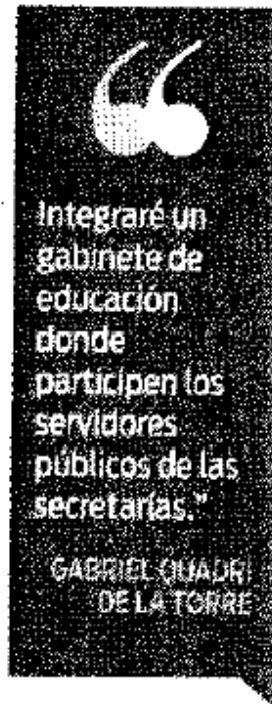 Integraré un
gabinete de
educación
donde
participen los
servidores
públicos de las
secretarías."
GABRIEL QUADRI
DE LA TORRE